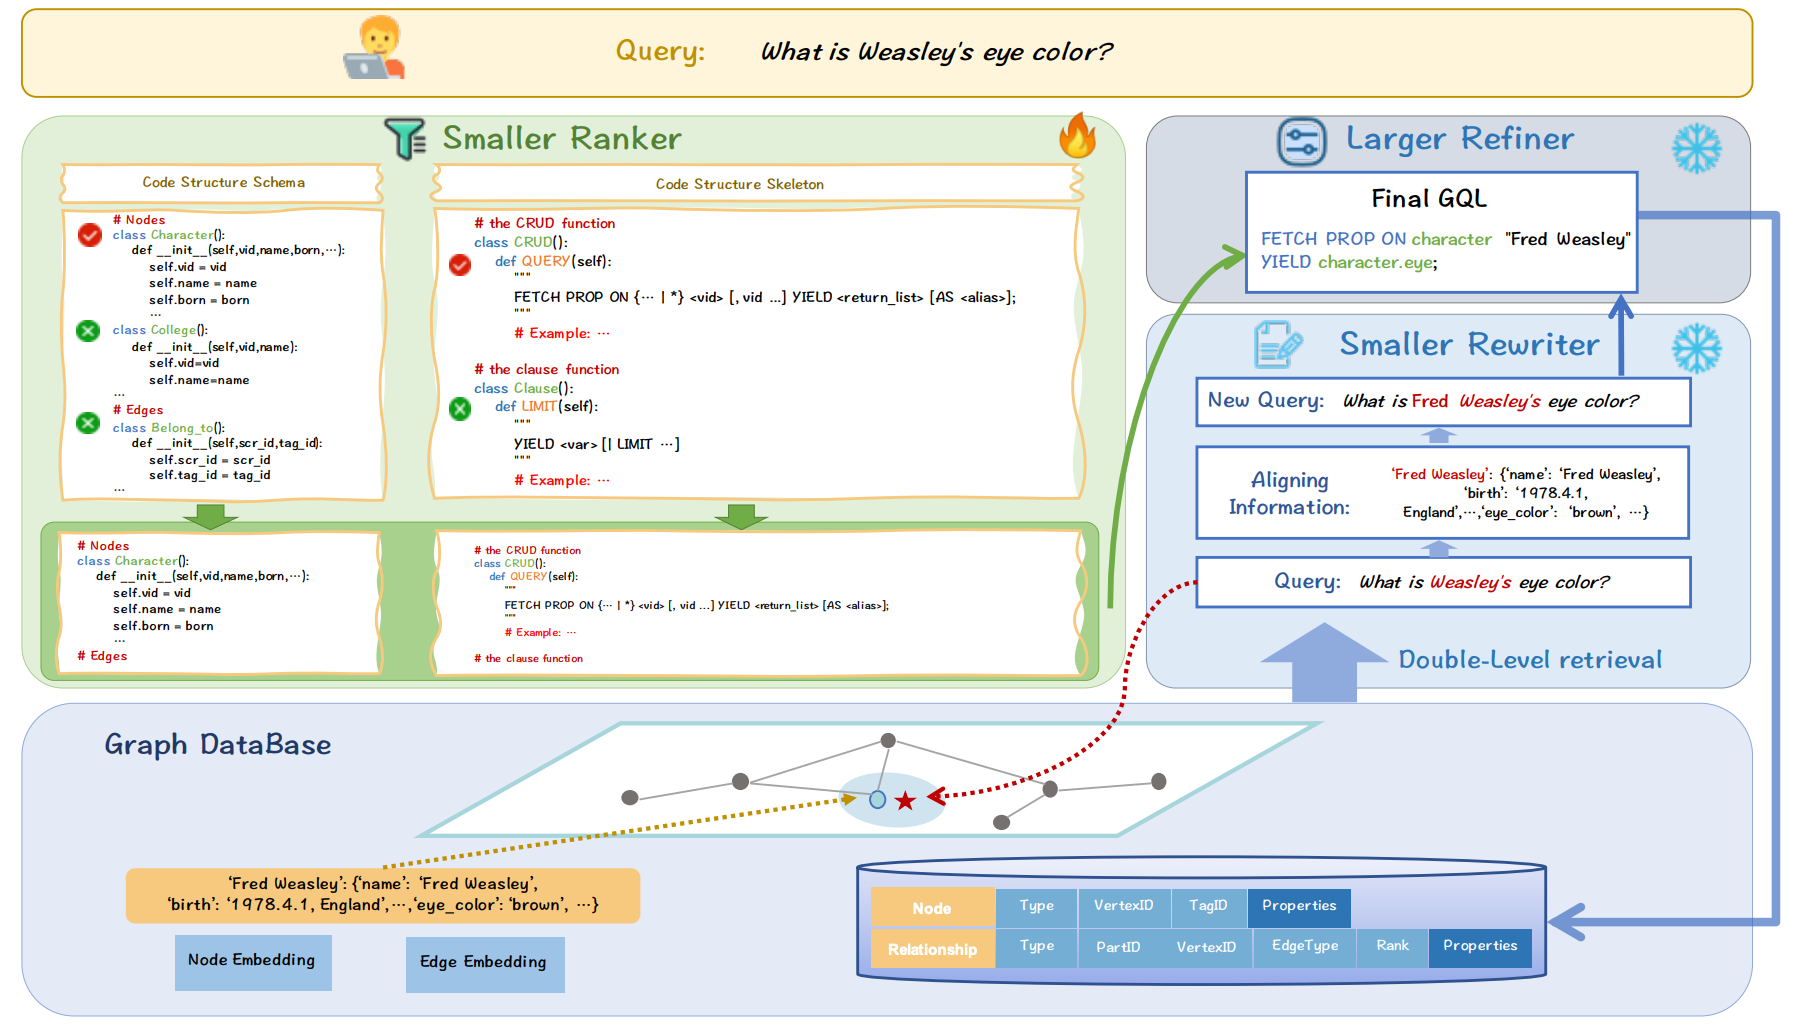 Query: What is Weasley's eye color?
Smaller Ranker
Code Structure Schema
# Nodes
class Character():
def __init__(self,vid,name,born,···):
self.vid = vid
self.name = name
self.born = born
···
class College():
def __init__(self,vid,name):
self.vid=vid
self.name=name
···
# Edges
class Belong_to():
def __init__(self,scr_id,tag_id):
self.scr_id = scr_id
self.tag_id = tag_id
···
Code Structure Skeleton
# the CRUD function
class CRUD():
def QUERY(self):
"""
FETCH PROP ON {··· | *} <vid> [, vid ...] YIELD <return_list> [AS <alias>];
"""
# Example: ···
# the clause function
class Clause():
def LIMIT(self):
"""
YIELD <var> [| LIMIT ···]
"""
# Example: ···
# Nodes
class Character():
def __init__(self,vid,name,born,···):
self.vid = vid
self.name = name
self.born = born
···
# Edges
# the CRUD function
class CRUD():
def QUERY(self):
"""
FETCH PROP ON {··· | *} <vid> [, vid ...] YIELD <return_list> [AS <alias>];
"""
# Example: ···
# the clause function
Larger Refiner
Final GQL
FETCH PROP ON character "Fred Weasley"
YIELD character.eye;
Smaller Rewriter
New Query: What is Fred Weasley's eye color?
Aligning
Information:
‘Fred Weasley’: {‘name’: ‘Fred Weasley’,
‘birth’: ‘1978.4.1,
England’,···,‘eye_color’: ‘brown’, ···}
Query: What is Weasley's eye color?
Double-Level retrieval
Graph DataBase
‘Fred Weasley’: {‘name’: ‘Fred Weasley’,
‘birth’: ‘1978.4.1, England’,···,‘eye_color’: ‘brown’, ···}
Node Embedding
Edge Embedding
Node Type VertexID TagID Properties
Relationship Type PartID VertexID EdgeType Rank Properties